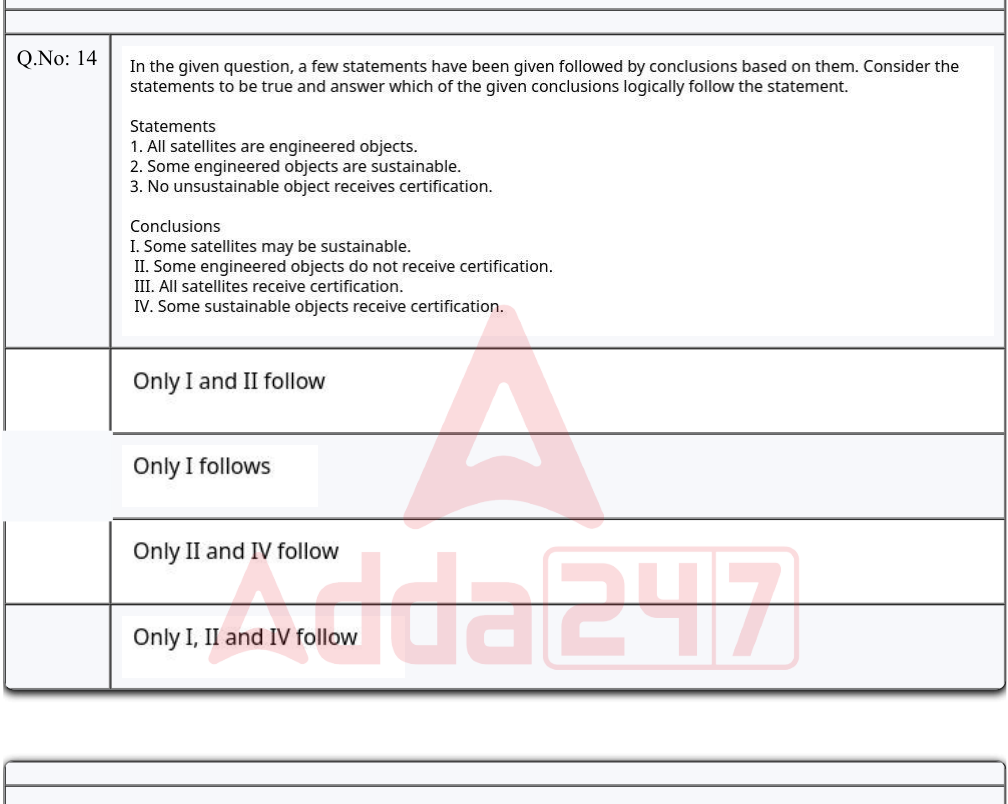 Q.No: 14
In the given question, a few statements have been given followed by conclusions based on them. Consider the
statements to be true and answer which of the given conclusions logically follow the statement.
Statements
1. All satellites are engineered objects.
2. Some engineered objects are sustainable.
3. No unsustainable object receives certification.
Conclusions
I. Some satellites may be sustainable.
II. Some engineered objects do not receive certification.
III. All satellites receive certification.
IV. Some sustainable objects receive certification.
Only I and II follow
Only I follows
Only II and IV follow
Only I, II and IV follow
Adda247